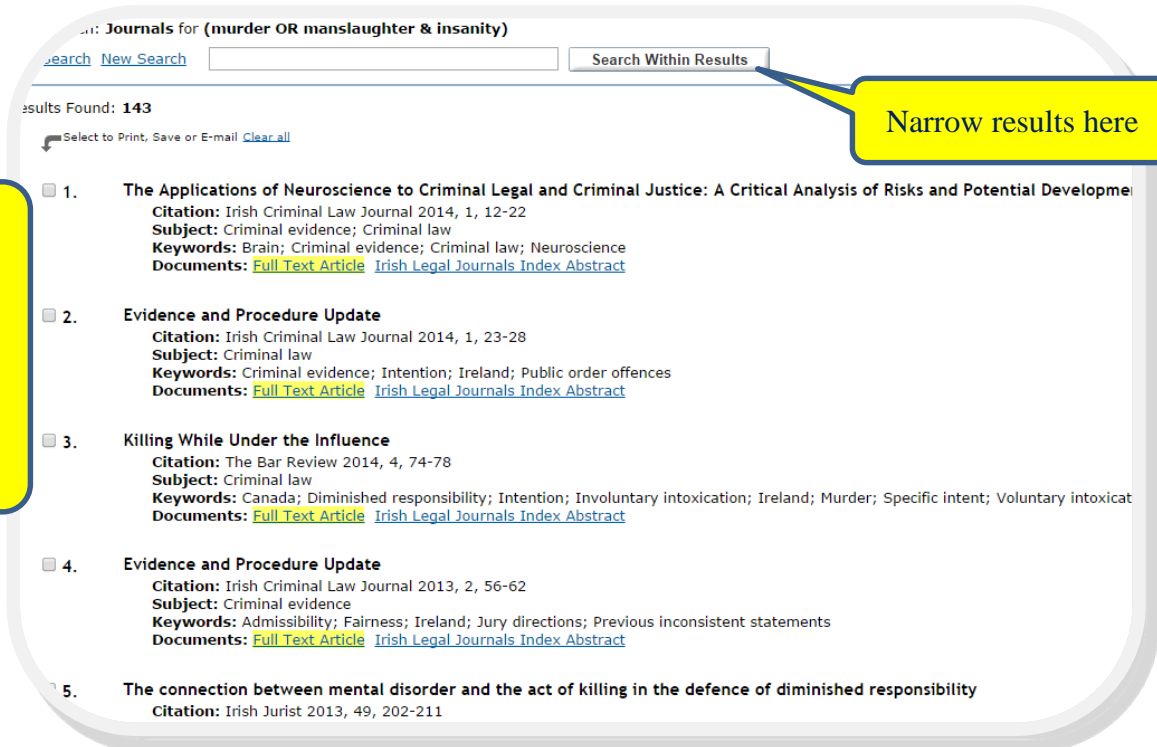 Journals for (murder OR manslaughter & insanity)
Search New Search Search Within Results
Narrow results here
Results Found: 143
Select to Print, Save or E-mail Clear all
1. The Applications of Neuroscience to Criminal Legal and Criminal Justice: A Critical Analysis of Risks and Potential
Citation: Irish Criminal Law Journal 2014, 1, 12-22
Subject: Criminal evidence; Criminal law
Keywords: Brain; Criminal evidence; Criminal law; Neuroscience
Documents: Full Text Article Irish Legal Journals Index Abstract
2. Evidence and Procedure Update
Citation: Irish Criminal Law Journal 2014, 1, 23-28
Subject: Criminal law
Keywords: Criminal evidence; Intention; Ireland; Public order offences
Documents: Full Text Article Irish Legal Journals Index Abstract
3. Killing While Under the Influence
Citation: The Bar Review 2014, 4, 74-78
Subject: Criminal law
Keywords: Canada; Diminished responsibility; Intention; Involuntary intoxication; Ireland; Murder; Specific intent; Voluntary
Documents: Full Text Article Irish Legal Journals Index Abstract
4. Evidence and Procedure Update
Citation: Irish Criminal Law Journal 2013, 2, 56-62
Subject: Criminal evidence
Keywords: Admissibility; Fairness; Ireland; Jury directions; Previous inconsistent statements
Documents: Full Text Article Irish Legal Journals Index Abstract
5. The connection between mental disorder and the act of killing in the defence of diminished responsibility
Citation: Irish Jurist 2013, 49, 202-211